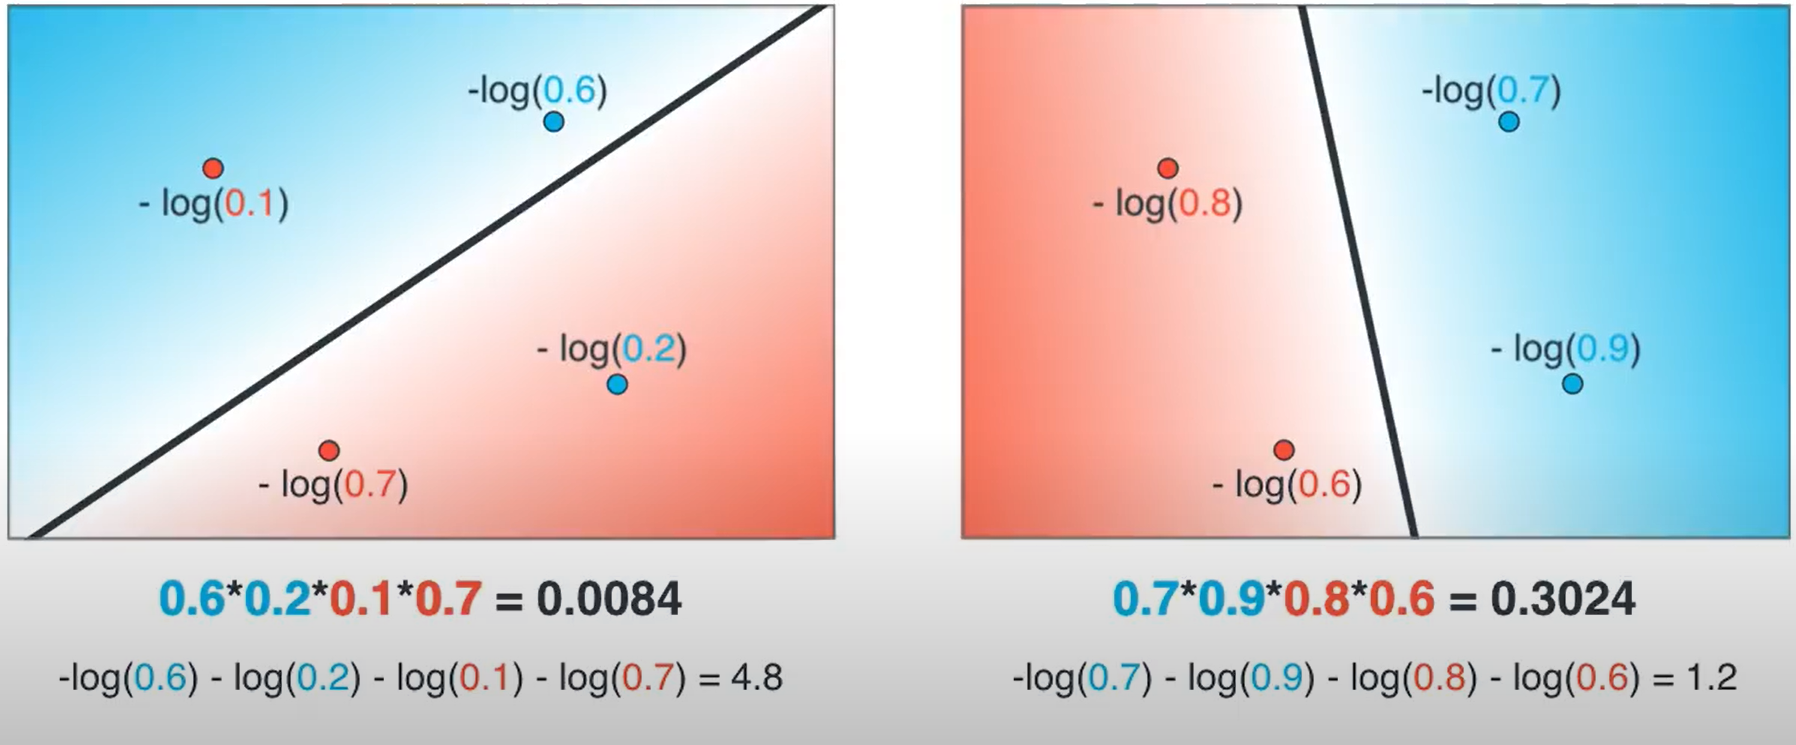 -log(0.6)
- log(0.1)
- log(0.2)
- log(0.7)
0.6*0.2*0.1*0.7 = 0.0084
-log(0.6) - log(0.2) - log(0.1) - log(0.7) = 4.8
-log(0.7)
- log(0.8)
- log(0.9)
- log(0.6)
0.7*0.9*0.8*0.6 = 0.3024
-log(0.7) - log(0.9) - log(0.8) - log(0.6) = 1.2